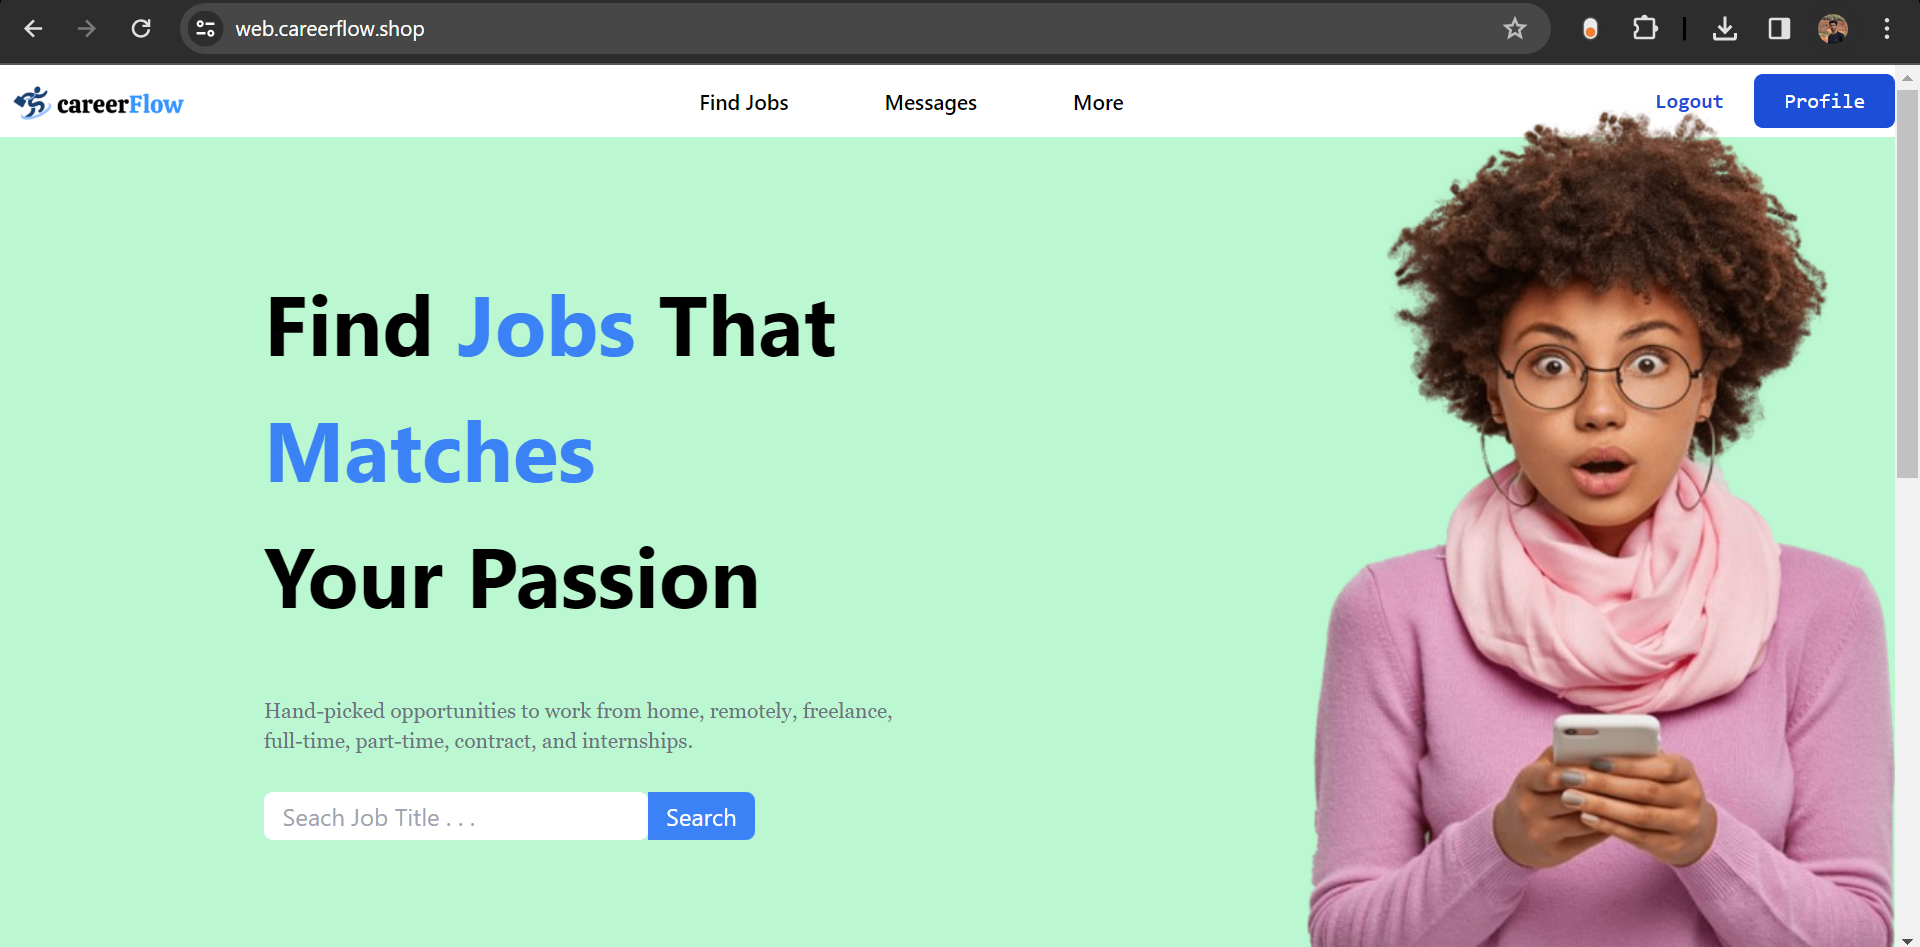 web.careerflow.shop
careerFlow
Find Jobs
Messages
More
Logout
Profile
Find Jobs That
Matches
Your Passion
Hand-picked opportunities to work from home, remotely, freelance,
full-time, part-time, contract, and internships.
Seach Job Title . . .
Search